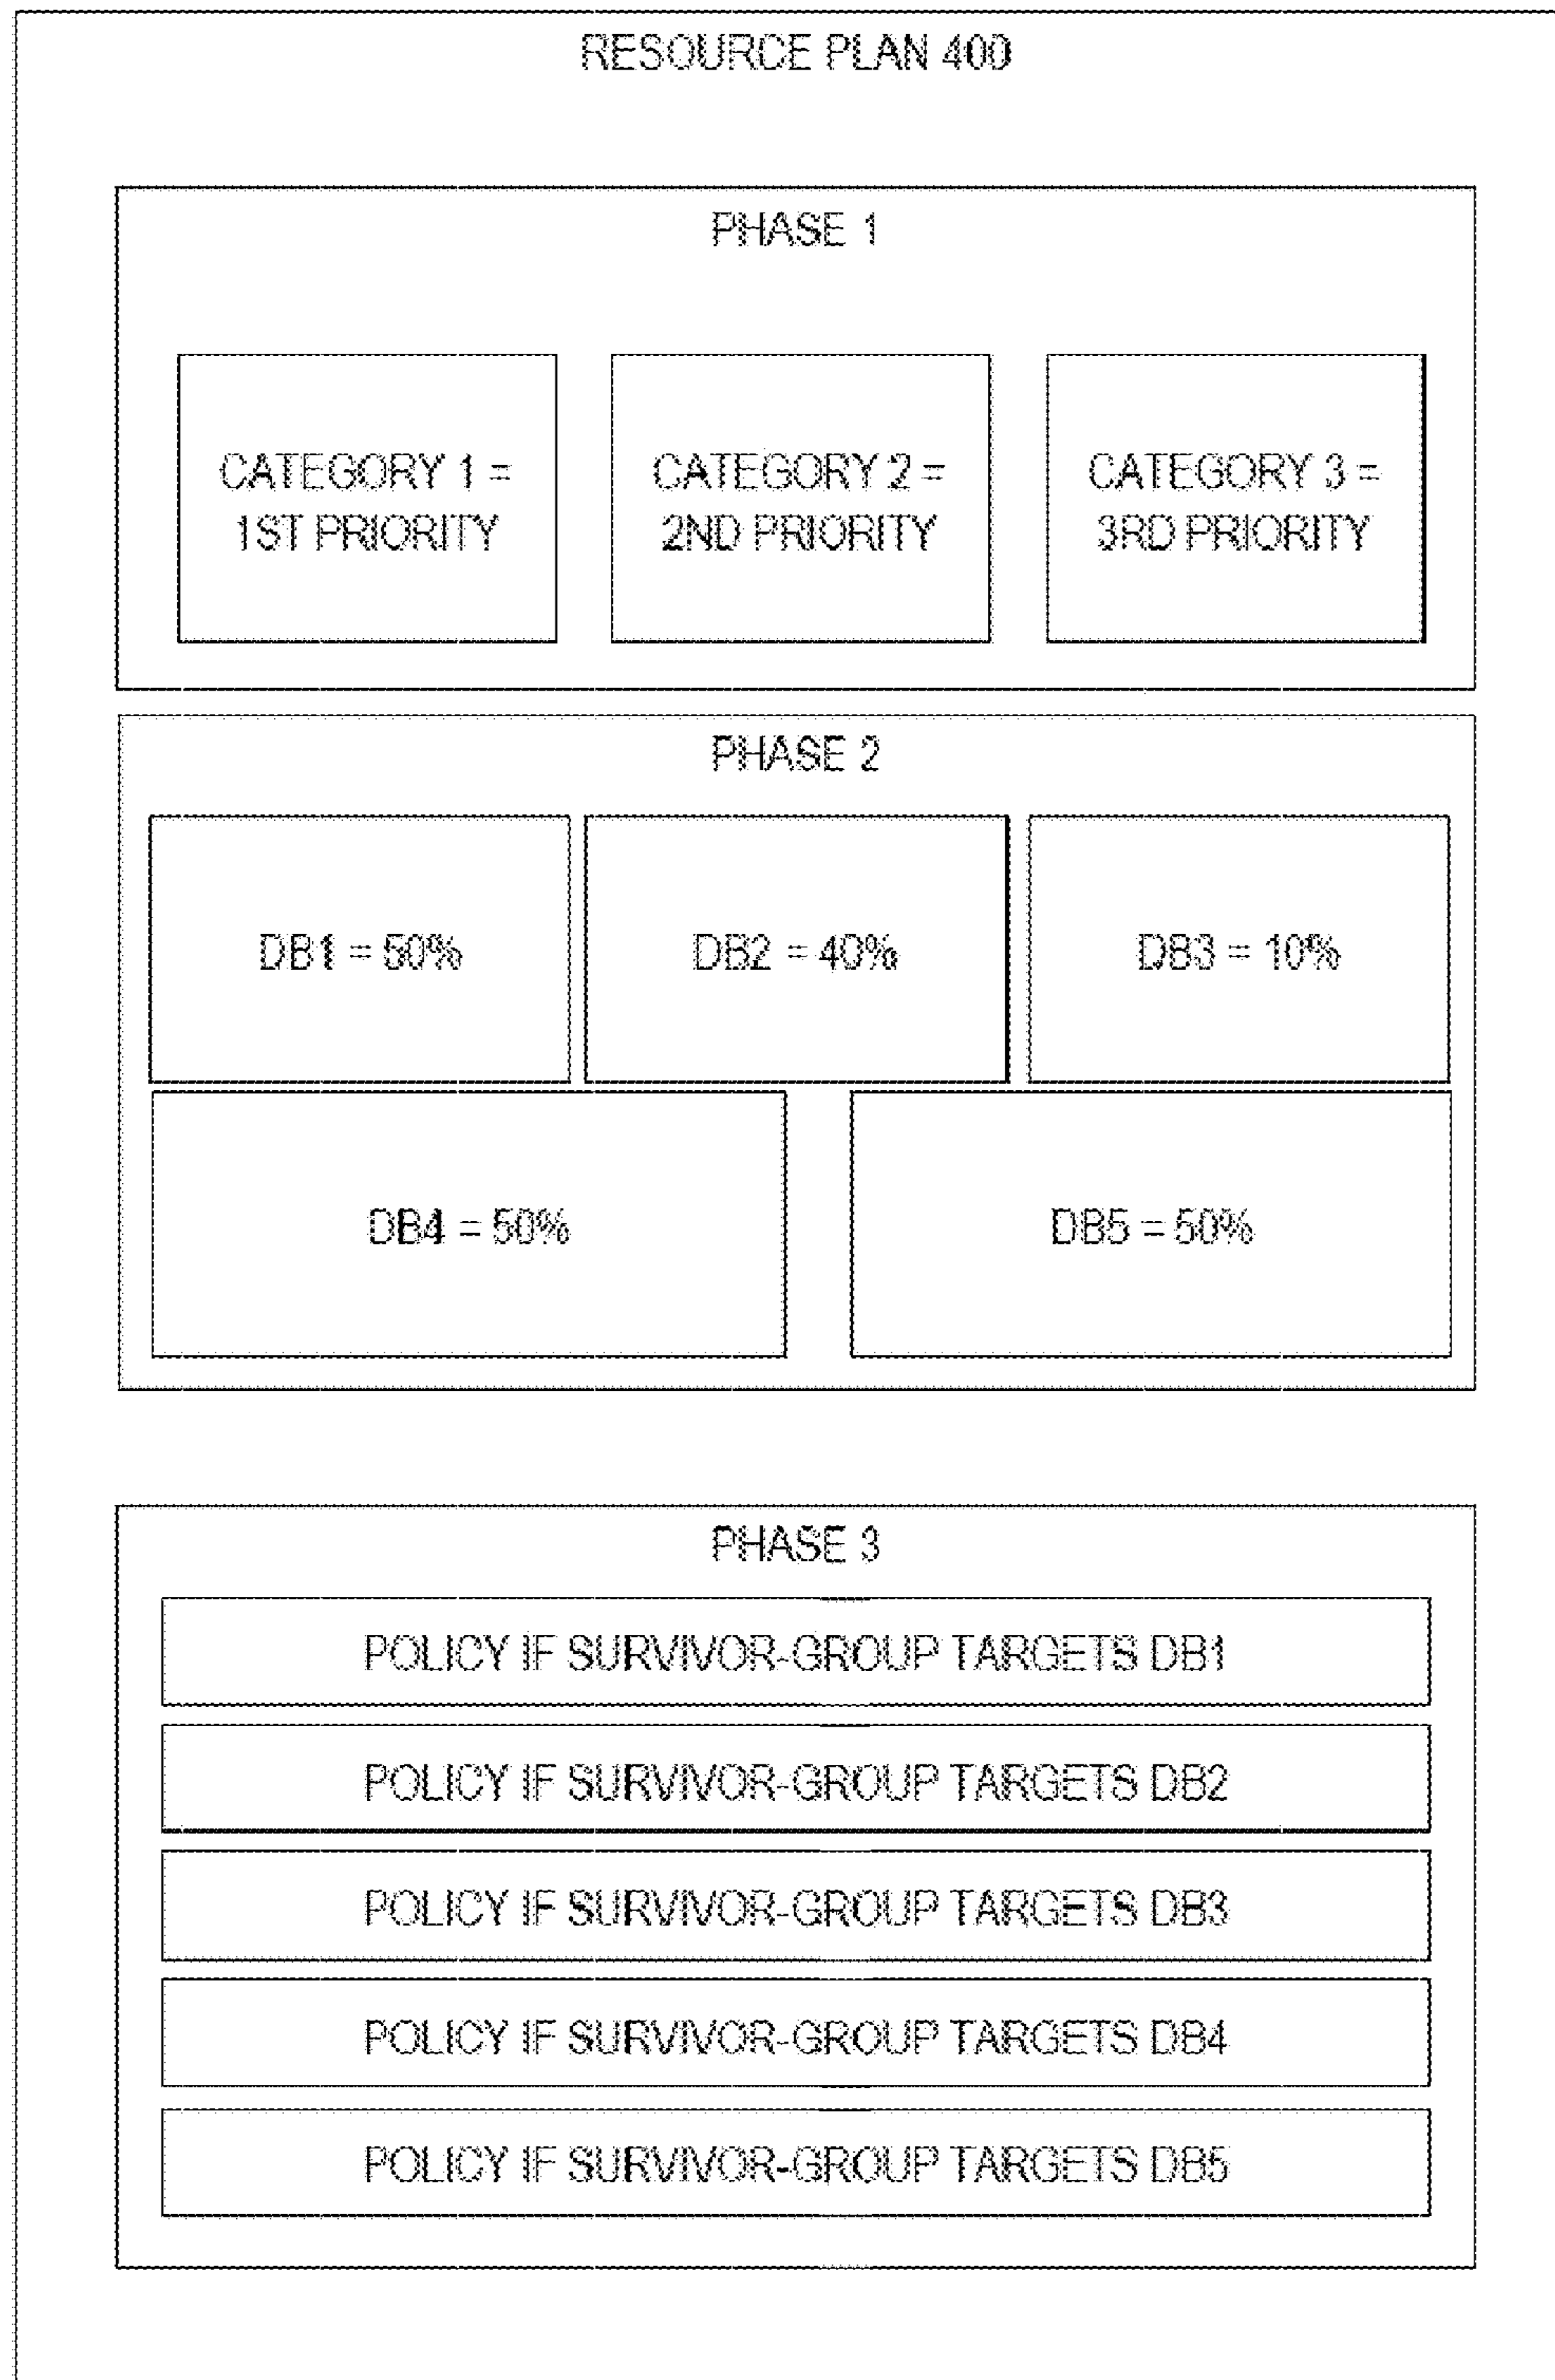 RESOURCE PLAN 400
PHASE 1
CATEGORY 1 =
1ST PRIORITY
CATEGORY 2 =
2ND PRIORITY
CATEGORY 3 =
3RD PRIORITY
PHASE 2
DB1 = 50%
DB2 = 40%
DB3 = 10%
DB4 = 50%
DB5 = 50%
PHASE 3
POLICY IF SURVIVOR-GROUP TARGETS DB1
POLICY IF SURVIVOR-GROUP TARGETS DB2
POLICY IF SURVIVOR-GROUP TARGETS DB3
POLICY IF SURVIVOR-GROUP TARGETS DB4
POLICY IF SURVIVOR-GROUP TARGETS DB5